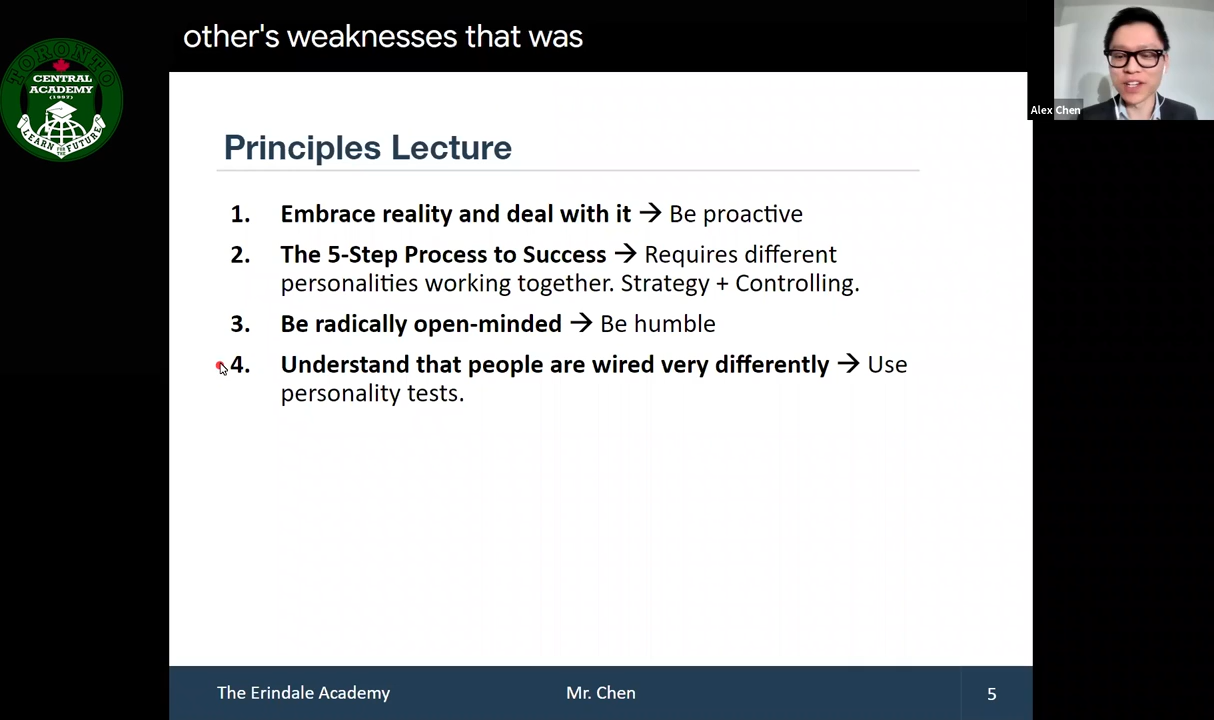 other's weaknesses that was
TORONTO
CENTRAL
ACADEMY
(1997)
LEARN FOR THE FUTURE
Alex Chen
Principles Lecture
1. Embrace reality and deal with it → Be proactive
2. The 5-Step Process to Success → Requires different
personalities working together. Strategy + Controlling.
3. Be radically open-minded → Be humble
4. Understand that people are wired very differently → Use
personality tests.
The Erindale Academy Mr. Chen 5